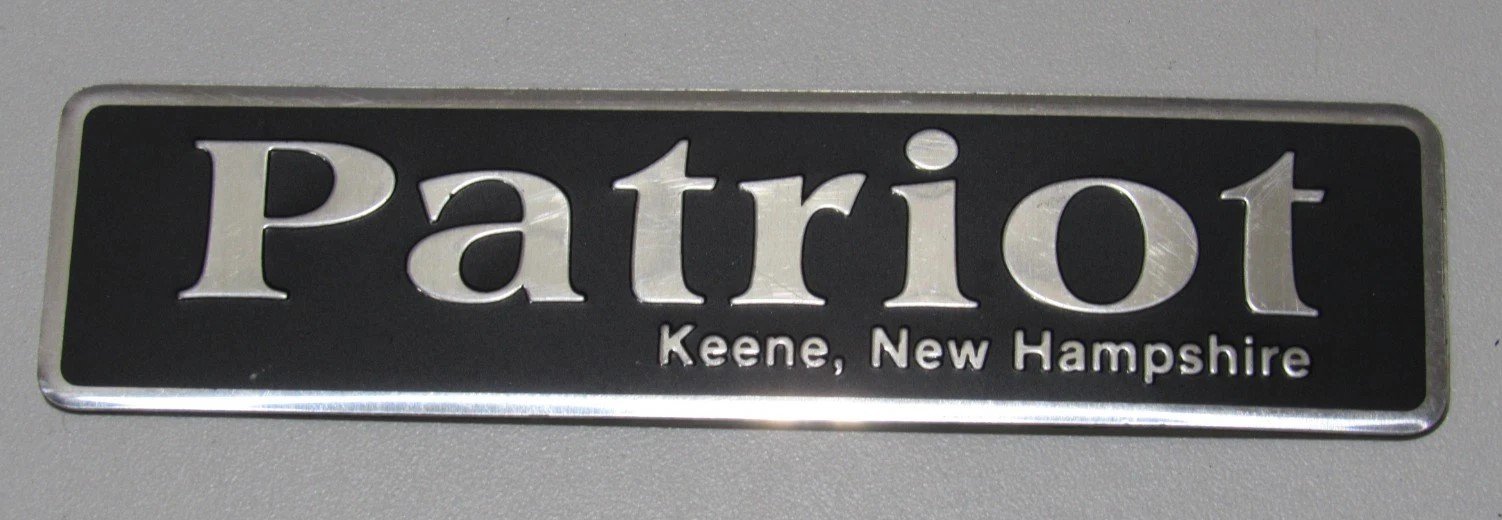 Patriot
Keene, New Hampshire